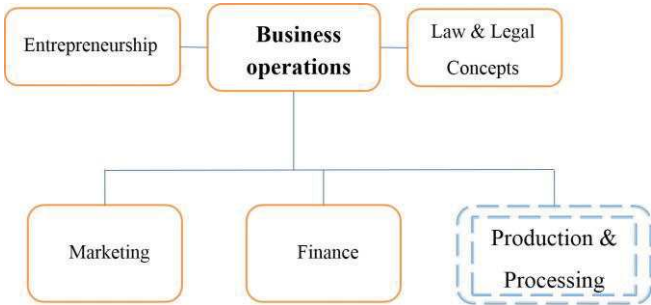 Entrepreneurship
Business
operations
Law & Legal
Concepts
Marketing
Finance
Production &
Processing